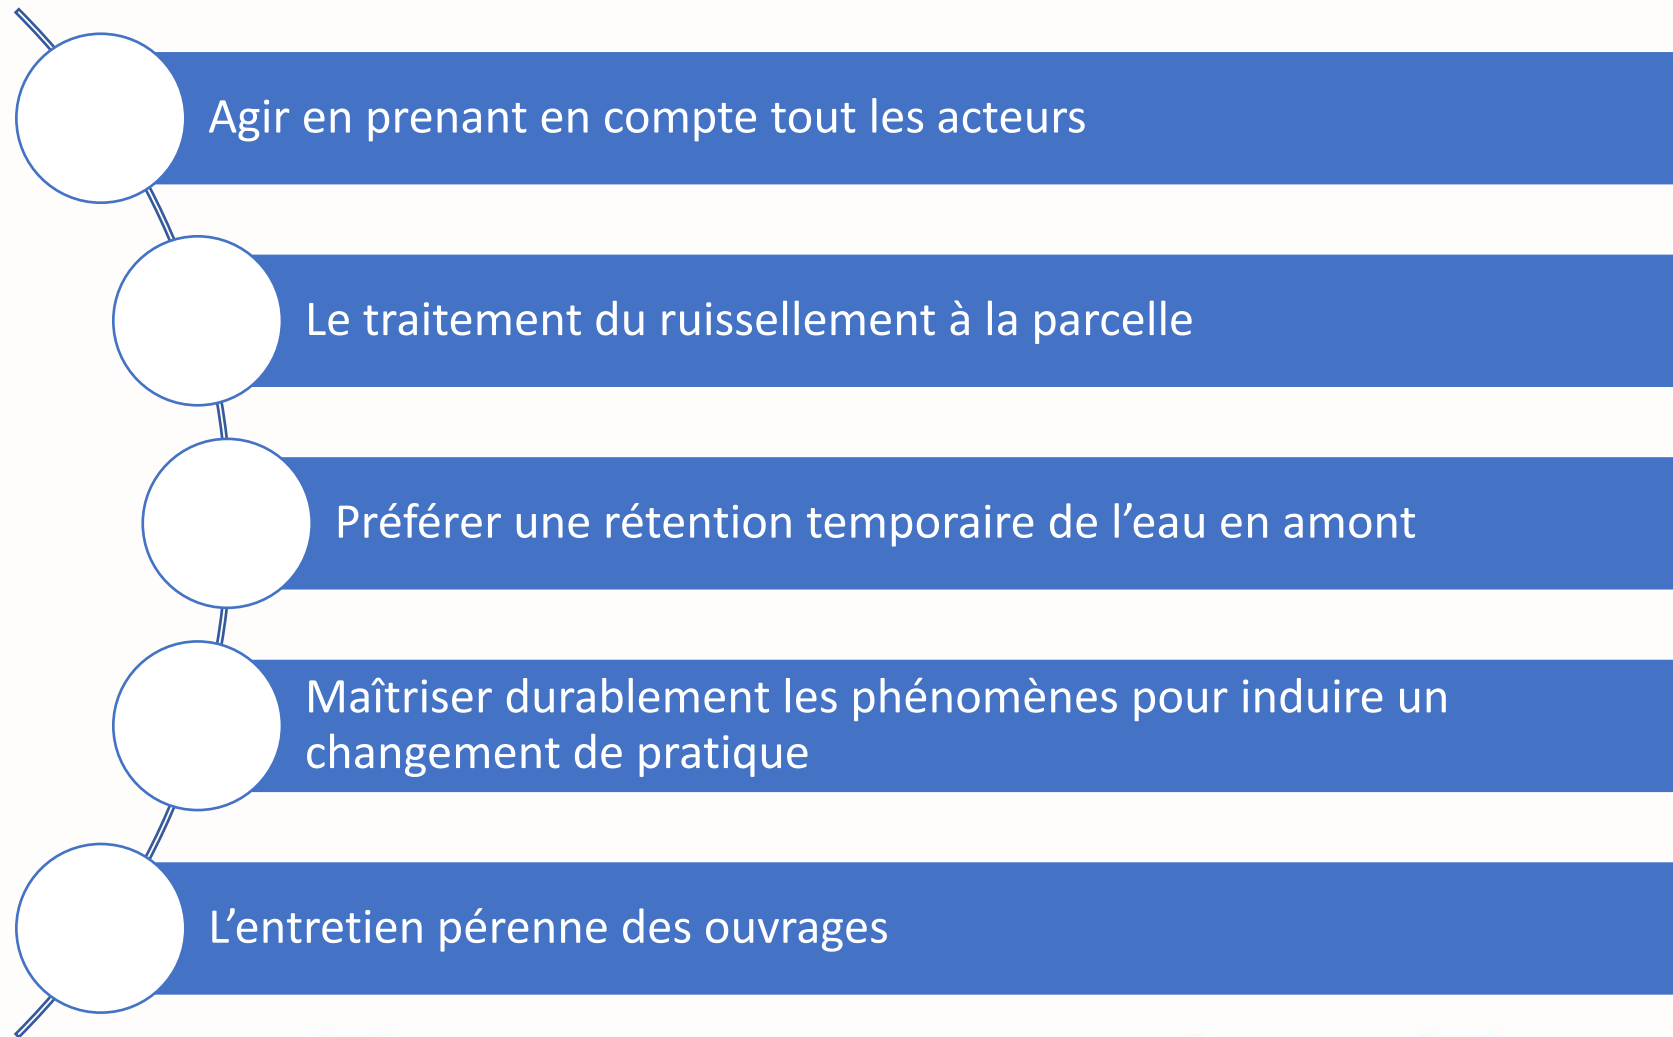 Agir en prenant en compte tout les acteurs
Le traitement du ruissellement à la parcelle
Préférer une rétention temporaire de l’eau en amont
Maîtriser durablement les phénomènes pour induire un
changement de pratique
L’entretien pérenne des ouvrages